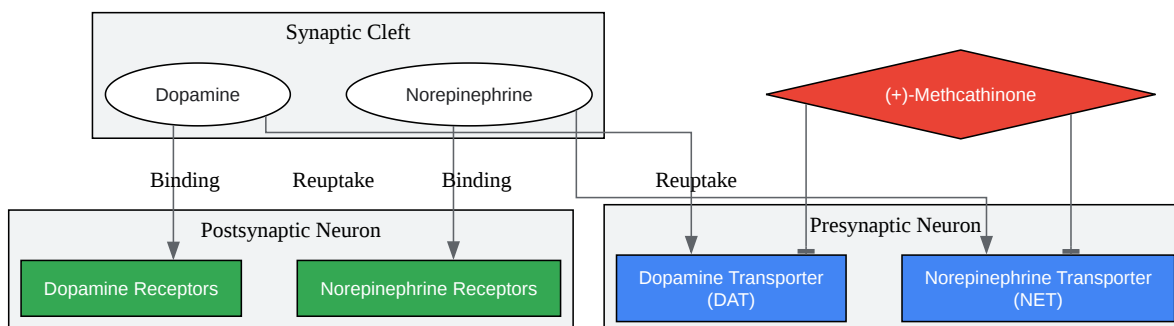 Synaptic Cleft
Dopamine
Norepinephrine
(+)-Methcathinone
Binding
Reuptake
Binding
Reuptake
Postsynaptic Neuron
Presynaptic Neuron
Dopamine Receptors
Norepinephrine Receptors
Dopamine Transporter
(DAT)
Norepinephrine Transporter
(NET)